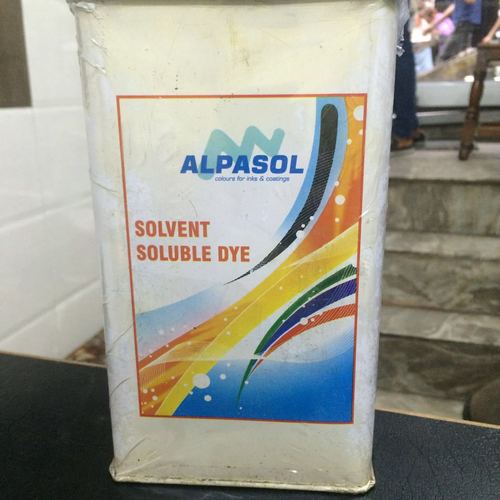 ALPASOL
colours for inks & coatings
SOLVENT
SOLUBLE DYE